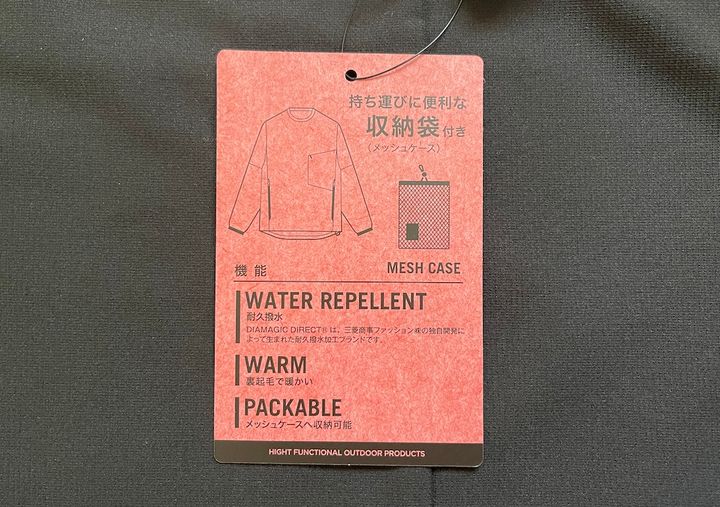 持ち運びに便利な
収納袋付き
（メッシュケース）
MESH CASE
機能
WATER REPELLENT
耐久撥水
DIAMAGIC DIRECT®は、三菱商事ファッション㈱の独自開発に
よって生まれた耐久撥水加工ブランドです。
WARM
裏起毛で暖かい
PACKABLE
メッシュケースへ収納可能
HIGHT FUNCTIONAL OUTDOOR PRODUCTS